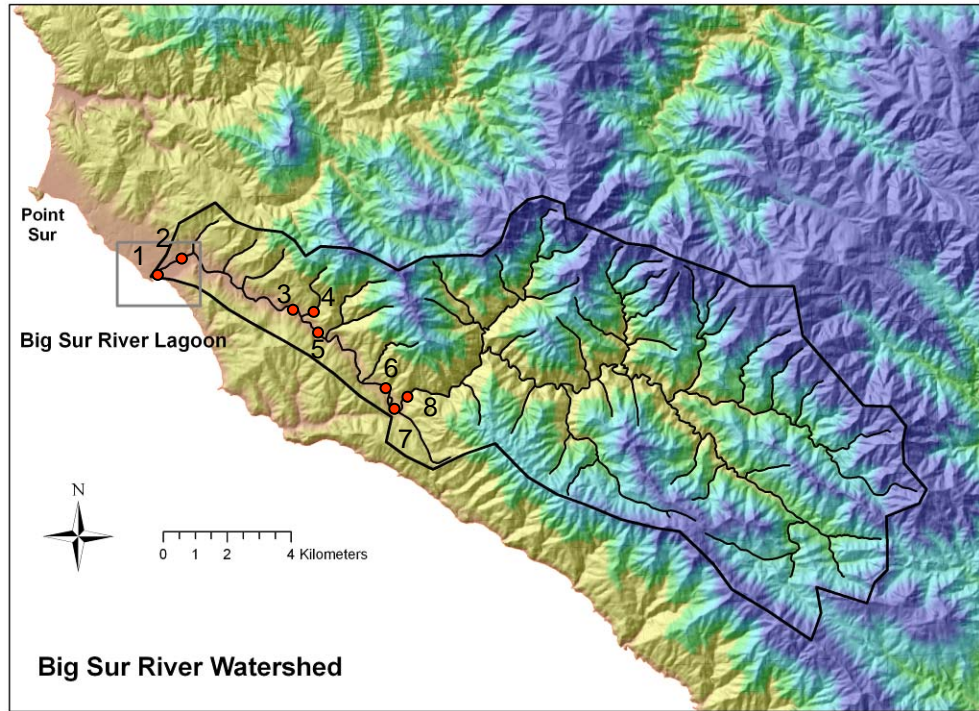 Point
Sur
1
2
3
4
5
6
7
8
Big Sur River Lagoon
N
0 1 2 4 Kilometers
Big Sur River Watershed